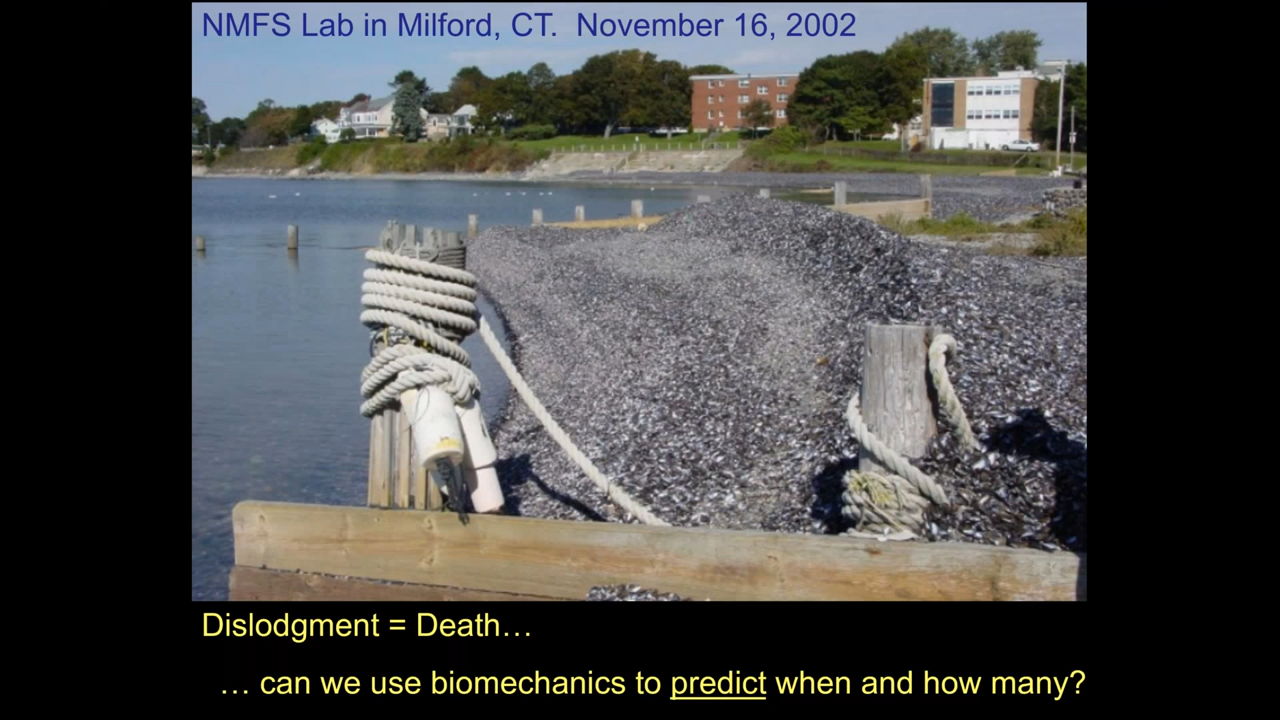 NMFS Lab in Milford, CT.  November 16, 2002
Dislodgment = Death…
… can we use biomechanics to predict when and how many?